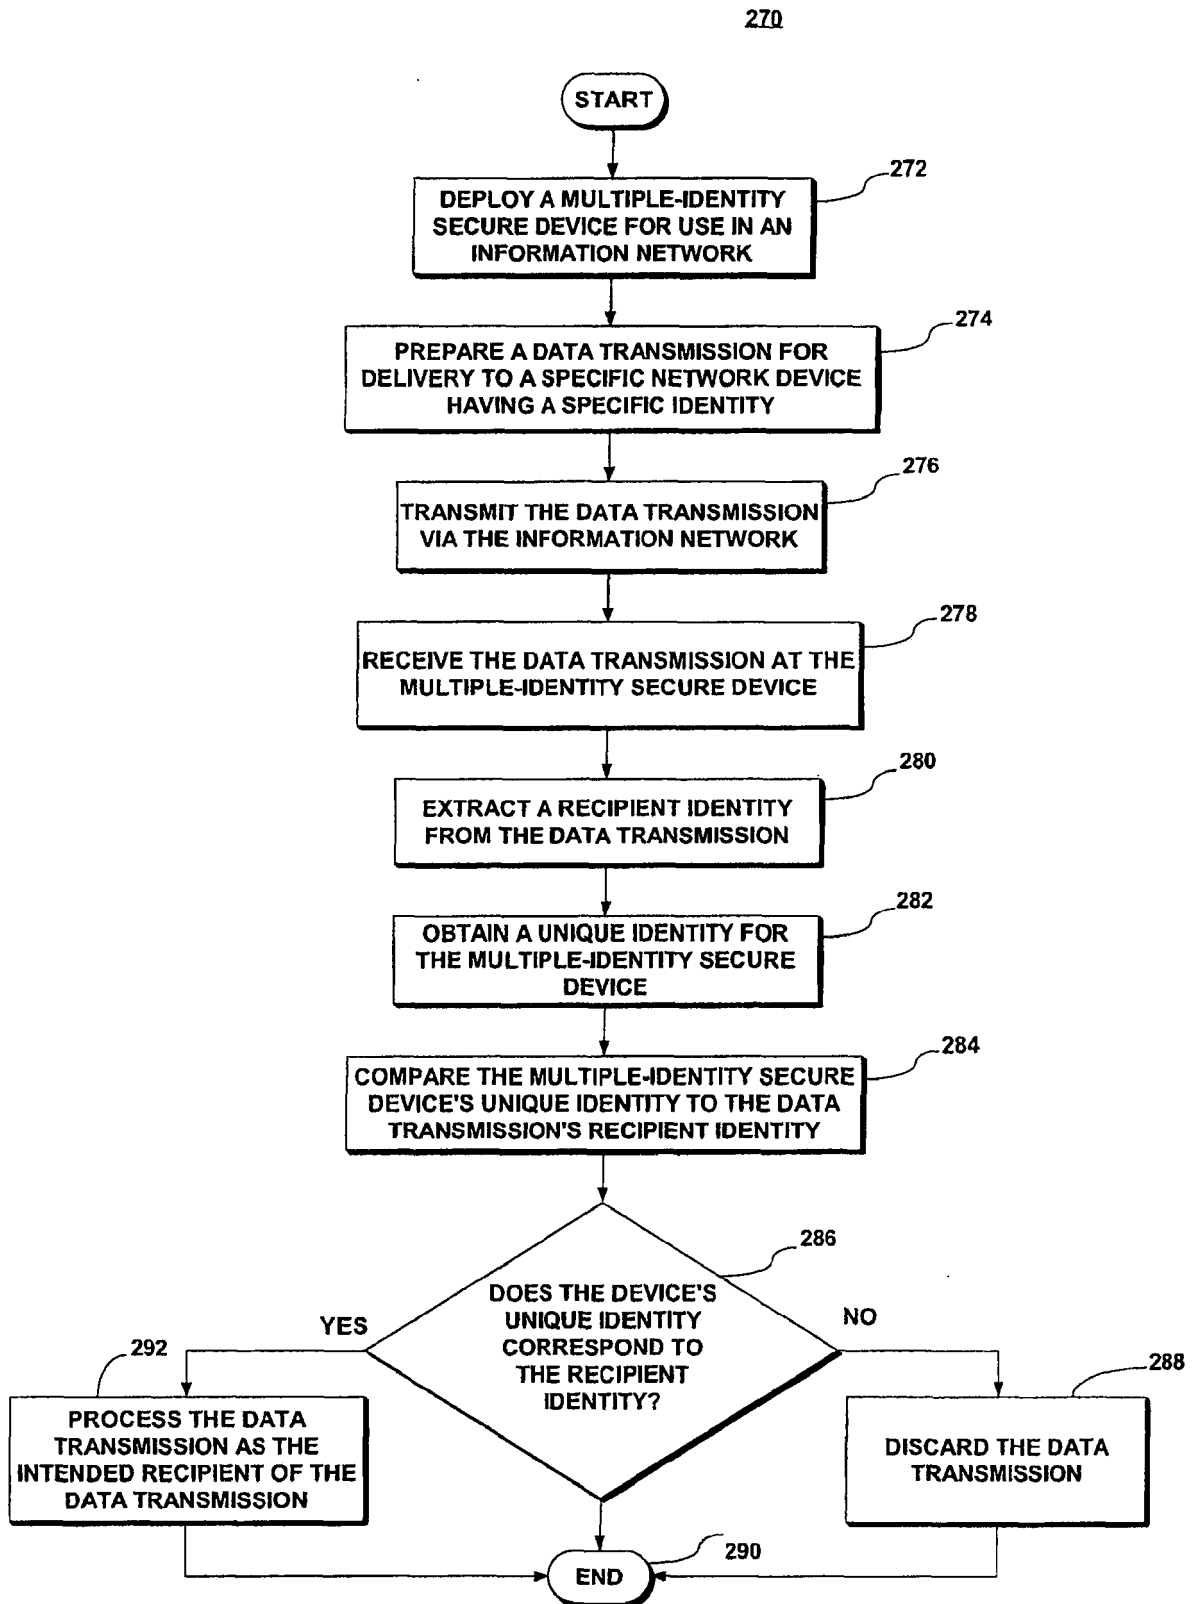 270
START
272
DEPLOY A MULTIPLE-IDENTITY
SECURE DEVICE FOR USE IN AN
INFORMATION NETWORK
274
PREPARE A DATA TRANSMISSION FOR
DELIVERY TO A SPECIFIC NETWORK DEVICE
HAVING A SPECIFIC IDENTITY
276
TRANSMIT THE DATA TRANSMISSION
VIA THE INFORMATION NETWORK
278
RECEIVE THE DATA TRANSMISSION AT THE
MULTIPLE-IDENTITY SECURE DEVICE
280
EXTRACT A RECIPIENT IDENTITY
FROM THE DATA TRANSMISSION
282
OBTAIN A UNIQUE IDENTITY FOR
THE MULTIPLE-IDENTITY SECURE
DEVICE
284
COMPARE THE MULTIPLE-IDENTITY SECURE
DEVICE'S UNIQUE IDENTITY TO THE DATA
TRANSMISSION'S RECIPIENT IDENTITY
286
DOES THE DEVICE'S
UNIQUE IDENTITY
CORRESPOND TO
THE RECIPIENT
IDENTITY?
YES
NO
292
PROCESS THE DATA
TRANSMISSION AS THE
INTENDED RECIPIENT OF THE
DATA TRANSMISSION
288
DISCARD THE DATA
TRANSMISSION
290
END